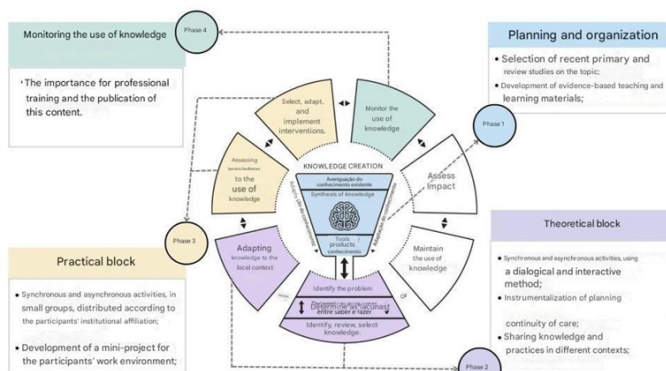 Monitoring the use of knowledge
The importance for professional
training and the publication of
this content.
Phase 4
Planning and organization
• Selection of recent primary and
review studies on the topic;
• Development of evidence-based teaching and
learning materials;
Phase 1
Select, adapt,
and
implement
interventions.
Monitor the
use of
knowledge
Assessing
to the
use of
knowledge
Assess
Impact
KNOWLEDGE CREATION
Averiguação do
conhecimento existente
Synthesis of knowledge
Tools
products
conhecimento
Adapting
knowledge to the
local context
Maintain
the use of
knowledge
Identify the problem
Determine as lacunast
entre saber e fazer
Identify, review, select
knowledge.
Phase 3
Practical block
• Synchronous and asynchronous activities, in
small groups, distributed according to
the participants' institutional affiliation;
• Development of a mini-project for
the participants' work environment;
Theoretical block
• Synchronous and asynchronous activities, using
a dialogical and interactive
method;
• Instrumentalization of planning
continuity of care;
• Sharing knowledge and
practices in different contexts;
Phase 2